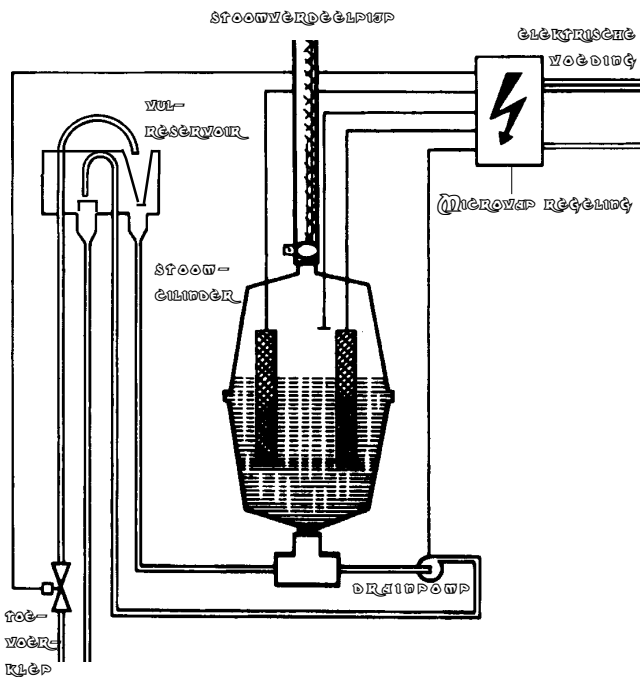 STOOMVERDEELPIJP
ELEKTRISCHE
VOEDING
VUL-
RESERVOIR
MICROVAP REGELING
STOOM-
CILINDER
DRAINPOMP
TOE-
VOER-
KLEP